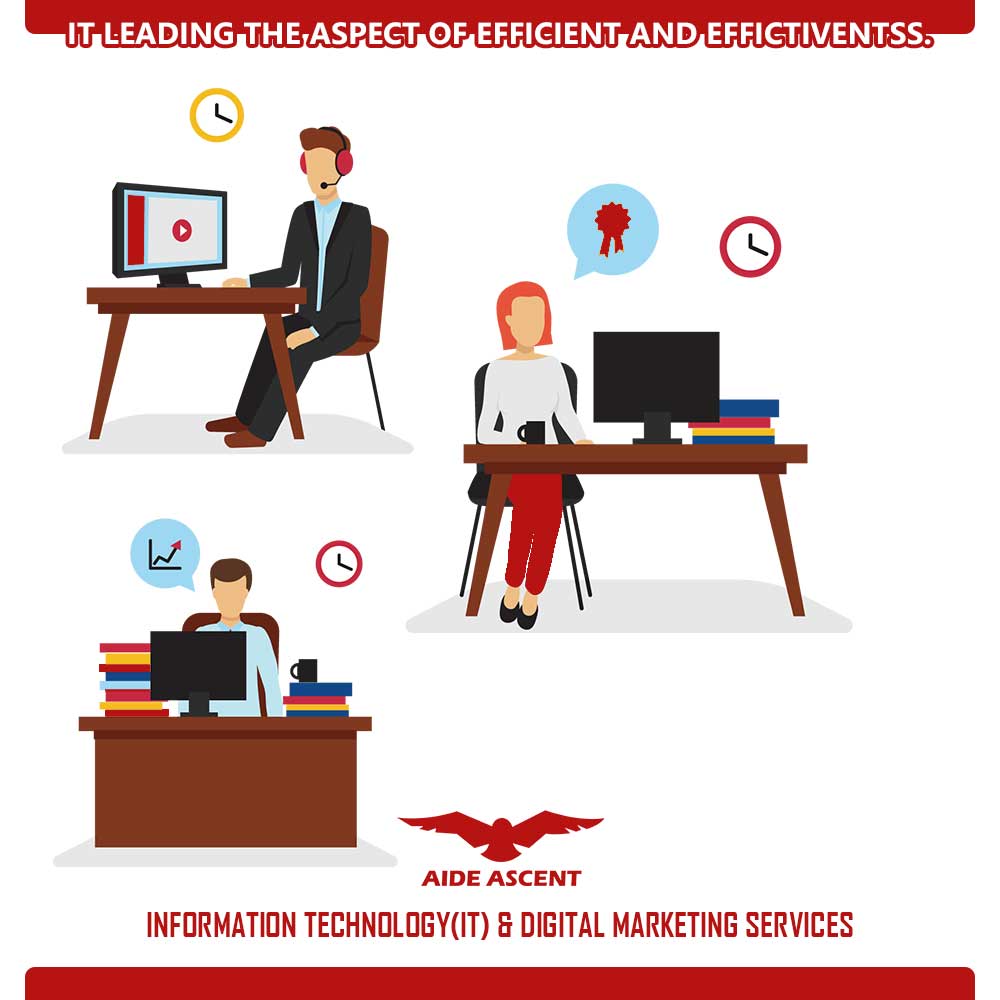 IT LEADING THE ASPECT OF EFFICIENT AND EFFICTIVENTSS.
AIDE ASCENT
INFORMATION TECHNOLOGY(IT) & DIGITAL MARKETING SERVICES